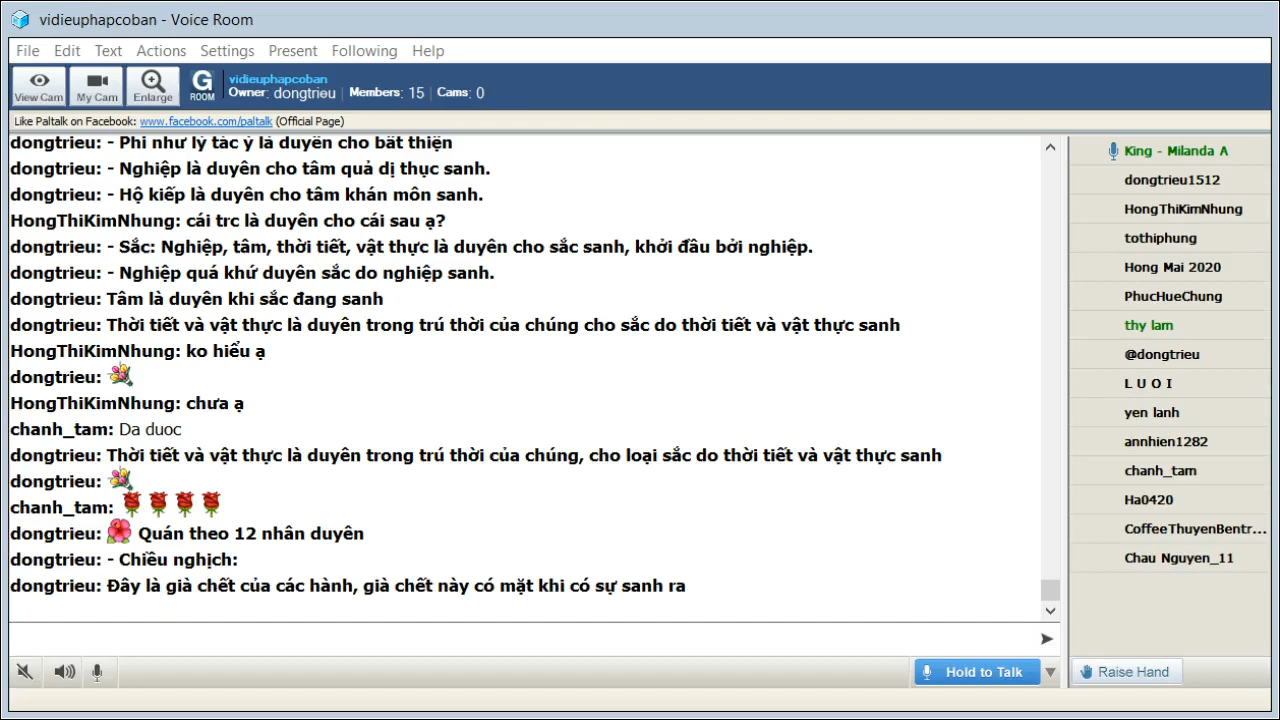 vidieuphapcoban - Voice Room
File Edit Text Actions Settings Present Following Help
View Cam My Cam Enlarge G ROOM
vidieuphapcoban
Owner: dongtrieu | Members: 15 | Cams: 0
Like Paltalk on Facebook: www.facebook.com/paltalk (Official Page)
dongtrieu: - Phi như lý tác ý là duyên cho bất thiện
dongtrieu: - Nghiệp là duyên cho tâm quả dị thục sanh.
dongtrieu: - Hộ kiếp là duyên cho tâm khán môn sanh.
HongThiKimNhung: cái trc là duyên cho cái sau ạ?
dongtrieu: - Sắc: Nghiệp, tâm, thời tiết, vật thực là duyên cho sắc sanh, khởi đầu bởi nghiệp.
dongtrieu: - Nghiệp quá khứ duyên sắc do nghiệp sanh.
dongtrieu: Tâm là duyên khi sắc đang sanh
dongtrieu: Thời tiết và vật thực là duyên trong trú thời của chúng cho sắc do thời tiết và vật thực sanh
HongThiKimNhung: ko hiểu ạ
dongtrieu:
HongThiKimNhung: chưa ạ
chanh_tam: Da duoc
dongtrieu: Thời tiết và vật thực là duyên trong trú thời của chúng, cho loại sắc do thời tiết và vật thực sanh
dongtrieu:
chanh_tam:
dongtrieu: Quán theo 12 nhân duyên
dongtrieu: - Chiều nghịch:
dongtrieu: Đây là già chết của các hành, già chết này có mặt khi có sự sanh ra
King - Milanda A
dongtrieu1512
HongThiKimNhung
tothiphung
Hong Mai 2020
PhucHueChung
thy lam
@dongtrieu
L U O I
yen lanh
annhien1282
chanh_tam
Ha0420
CoffeeThuyenBentr...
Chau Nguyen_11
Hold to Talk
Raise Hand